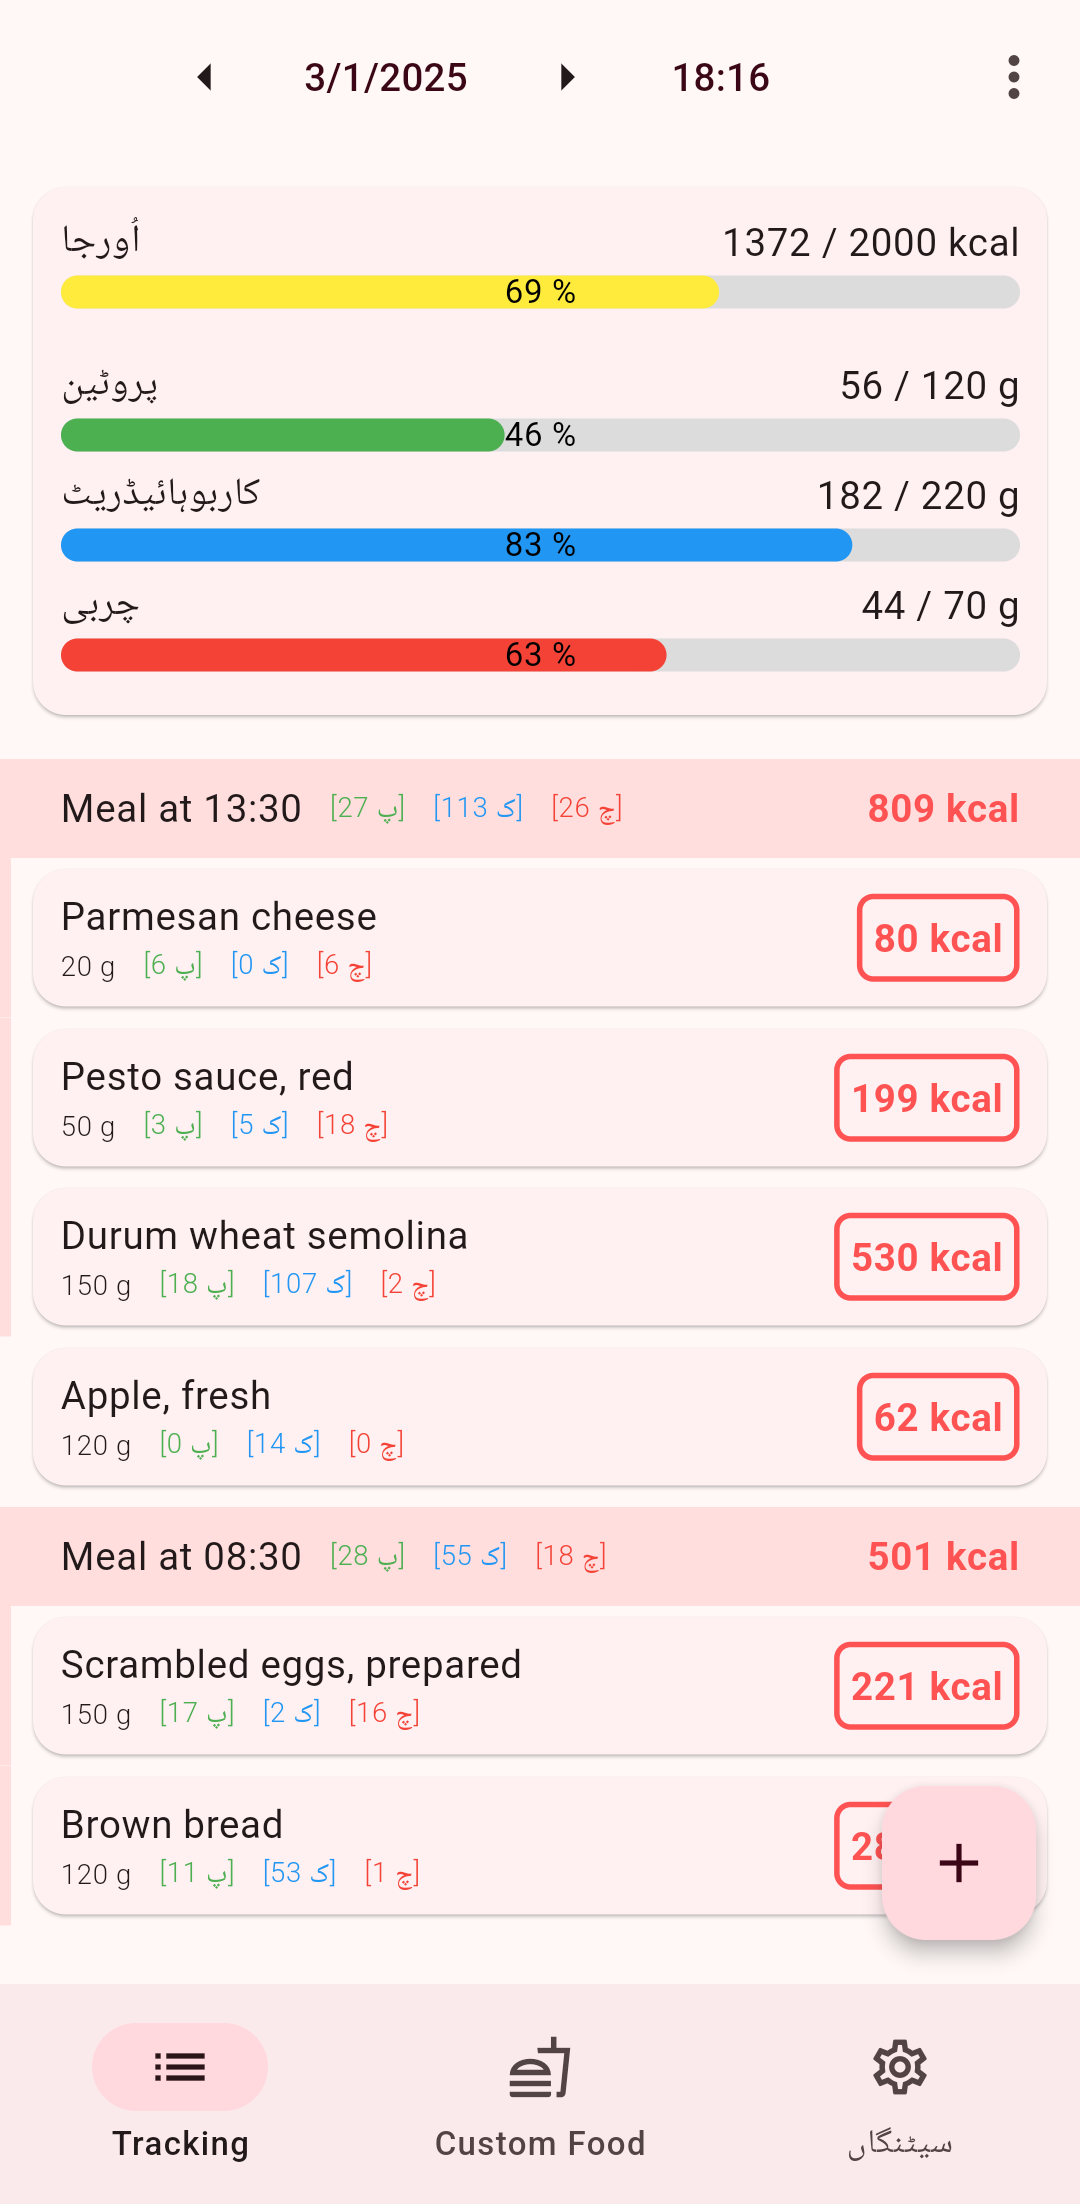 3/1/2025 18:16
اُورجا 1372 / 2000 kcal
69 %
پروٹین 56 / 120 g
46 %
کاربوہائیڈریٹ 182 / 220 g
83 %
چربی 44 / 70 g
63 %
Meal at 13:30 [پ 27] [ک 113] [چ 26] 809 kcal
Parmesan cheese 80 kcal
20 g [پ 6] [ک 0] [چ 6]
Pesto sauce, red 199 kcal
50 g [پ 3] [ک 5] [چ 18]
Durum wheat semolina 530 kcal
150 g [پ 18] [ک 107] [چ 2]
Apple, fresh 62 kcal
120 g [پ 0] [ک 14] [چ 0]
Meal at 08:30 [پ 28] [ک 55] [چ 18] 501 kcal
Scrambled eggs, prepared 221 kcal
150 g [پ 17] [ک 2] [چ 16]
Brown bread
120 g [پ 11] [ک 53] [چ 1]
Tracking Custom Food سیٹنگاں